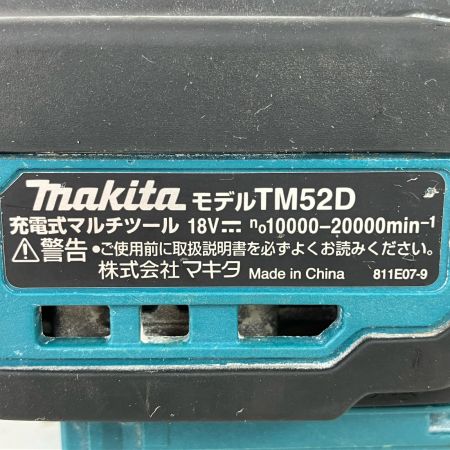 makita モデルTM52D
充電式マルチツール 18V⎓ n₀10000-20000min⁻¹
⚠警告 •ご使用前に取扱説明書を必ずよくお読みください。
株式会社マキタ Made in China 811E07-9